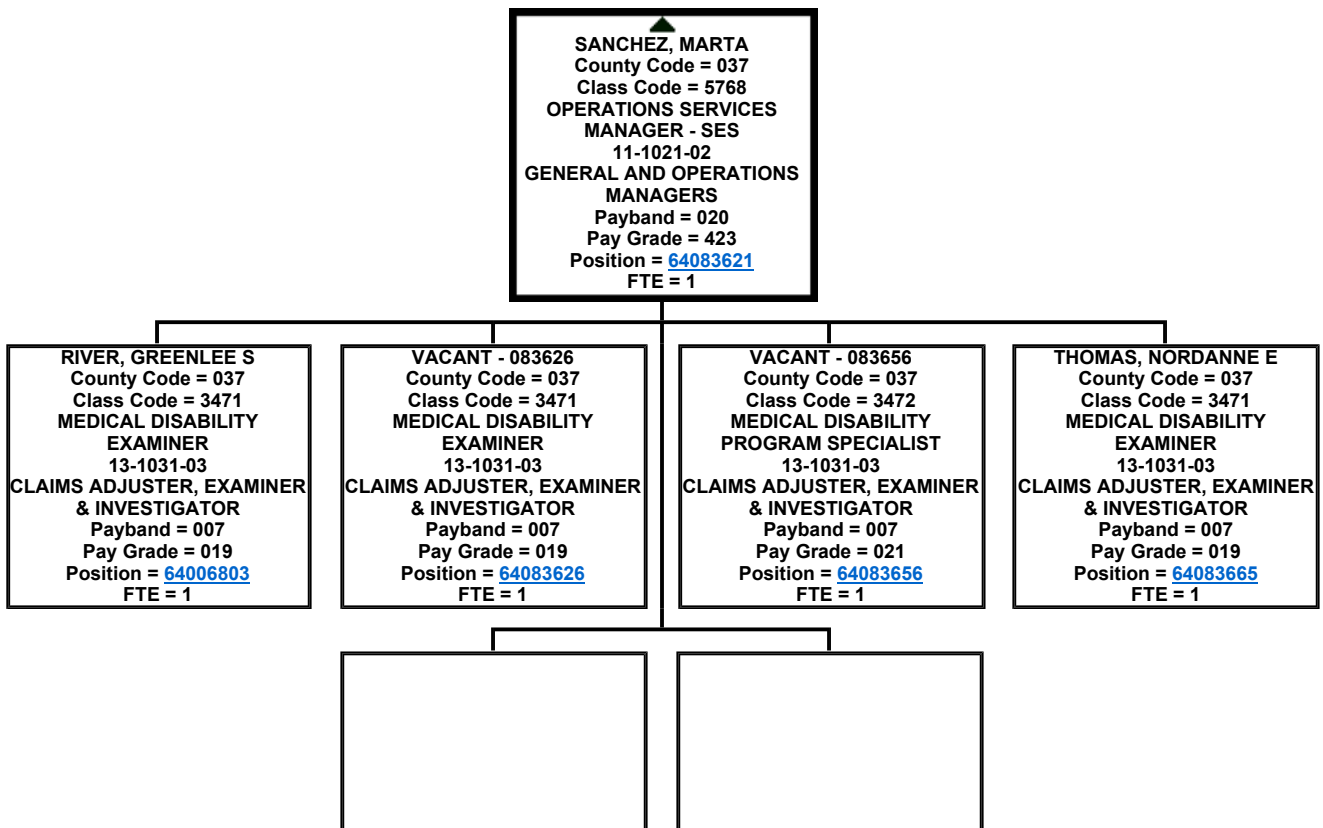 SANCHEZ, MARTA
County Code = 037
Class Code = 5768
OPERATIONS SERVICES
MANAGER - SES
11-1021-02
GENERAL AND OPERATIONS
MANAGERS
Payband = 020
Pay Grade = 423
Position = 64083621
FTE = 1
RIVER, GREENLEE S
County Code = 037
Class Code = 3471
MEDICAL DISABILITY
EXAMINER
13-1031-03
CLAIMS ADJUSTER, EXAMINER
& INVESTIGATOR
Payband = 007
Pay Grade = 019
Position = 64006803
FTE = 1
VACANT - 083626
County Code = 037
Class Code = 3471
MEDICAL DISABILITY
EXAMINER
13-1031-03
CLAIMS ADJUSTER, EXAMINER
& INVESTIGATOR
Payband = 007
Pay Grade = 019
Position = 64083626
FTE = 1
VACANT - 083656
County Code = 037
Class Code = 3472
MEDICAL DISABILITY
PROGRAM SPECIALIST
13-1031-03
CLAIMS ADJUSTER, EXAMINER
& INVESTIGATOR
Payband = 007
Pay Grade = 021
Position = 64083656
FTE = 1
THOMAS, NORDANNE E
County Code = 037
Class Code = 3471
MEDICAL DISABILITY
EXAMINER
13-1031-03
CLAIMS ADJUSTER, EXAMINER
& INVESTIGATOR
Payband = 007
Pay Grade = 019
Position = 64083665
FTE = 1